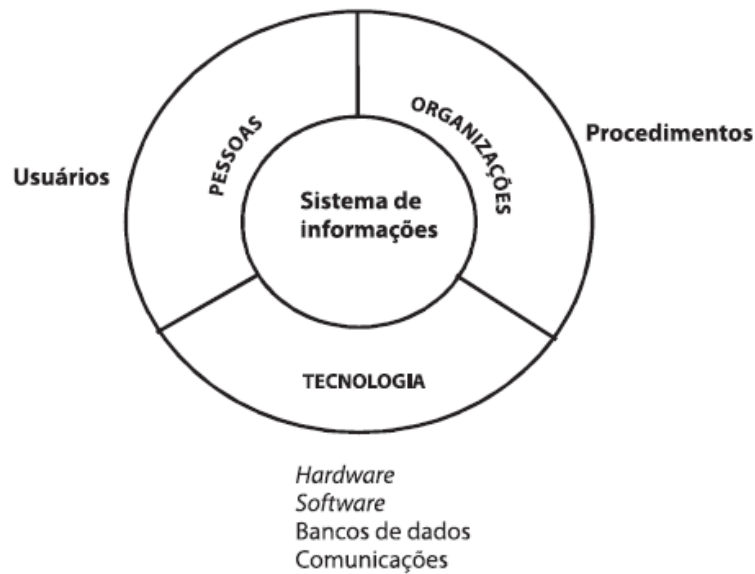 PESSOAS
ORGANIZAÇÕES
Procedimentos
Usuários
Sistema de
informações
TECNOLOGIA
Hardware
Software
Bancos de dados
Comunicações